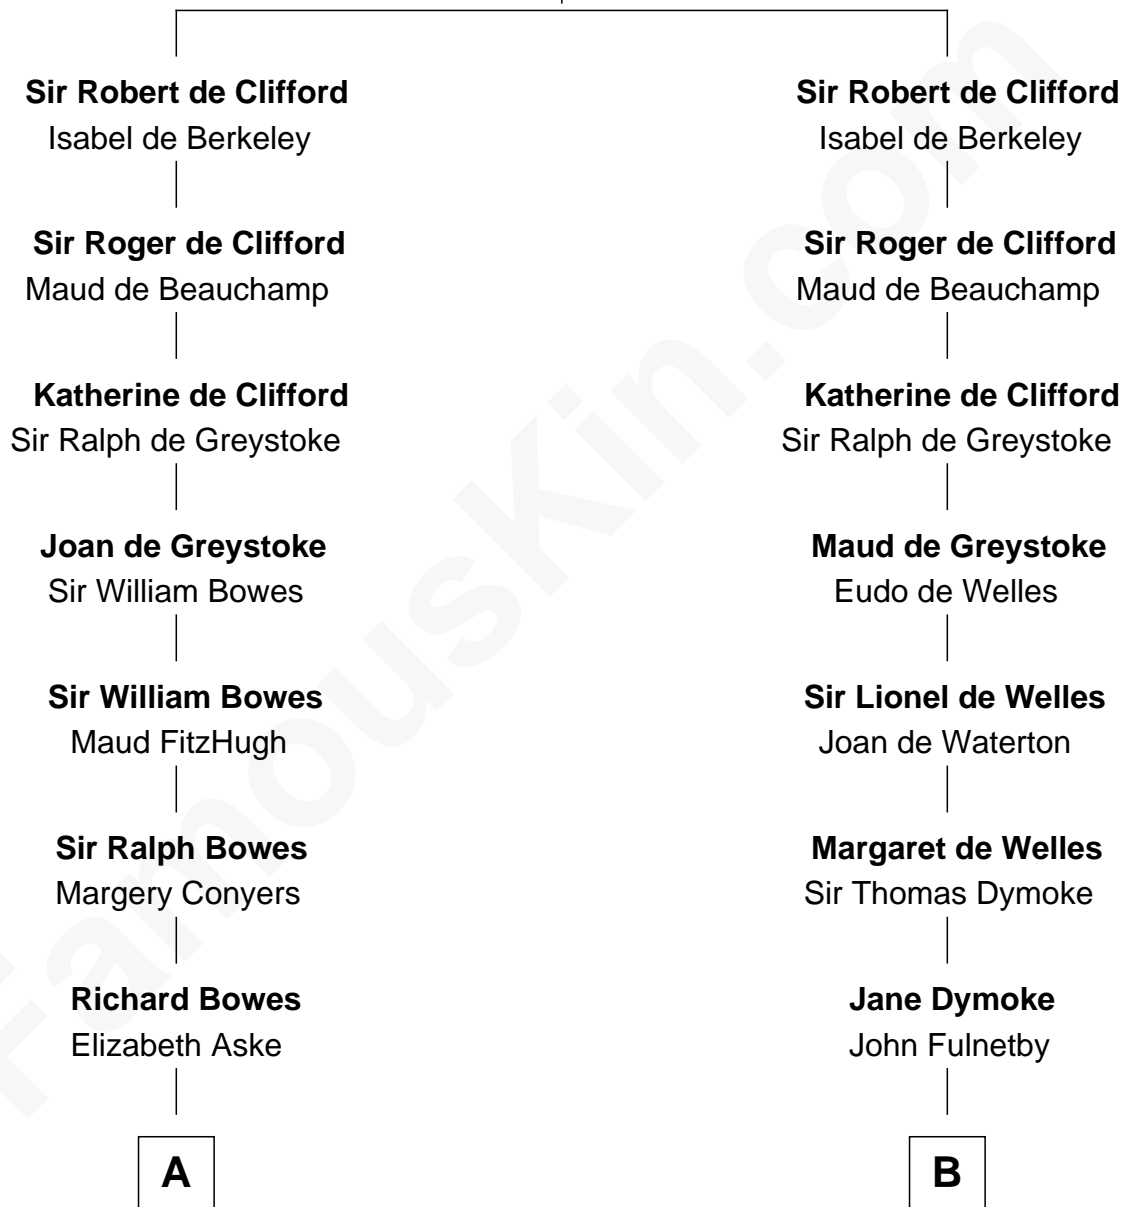 Sir Robert de Clifford
Isabel de Berkeley
Sir Roger de Clifford
Maud de Beauchamp
Katherine de Clifford
Sir Ralph de Greystoke
Joan de Greystoke
Sir William Bowes
Sir William Bowes
Maud FitzHugh
Sir Ralph Bowes
Margery Conyers
Richard Bowes
Elizabeth Aske
A
Sir Robert de Clifford
Isabel de Berkeley
Sir Roger de Clifford
Maud de Beauchamp
Katherine de Clifford
Sir Ralph de Greystoke
Maud de Greystoke
Eudo de Welles
Sir Lionel de Welles
Joan de Waterton
Margaret de Welles
Sir Thomas Dymoke
Jane Dymoke
John Fulnetby
B
FamousKin.com